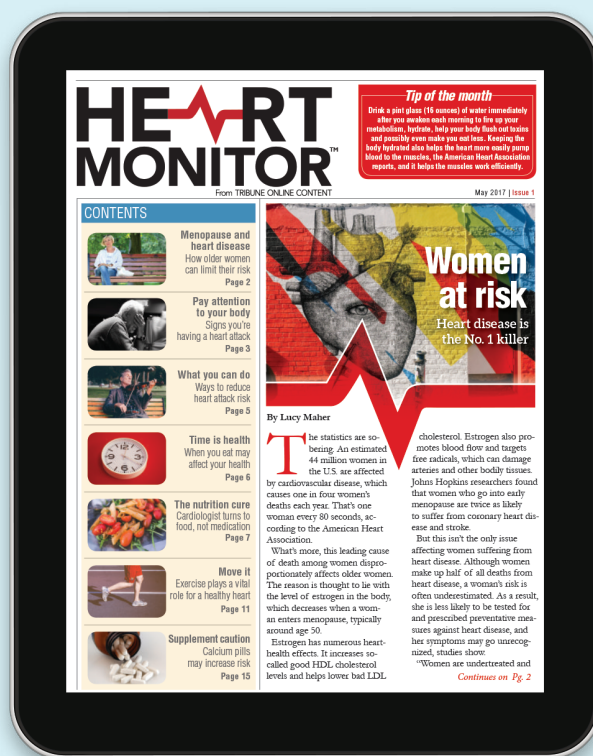 HEART
MONITOR™
From TRIBUNE ONLINE CONTENT
Tip of the month
Drink a pint glass (16 ounces) of water immediately
after you awaken each morning to fire up your
metabolism, hydrate, help your body flush out toxins
and possibly even make you eat less. Keeping the
body hydrated also helps the heart more easily pump
blood to the muscles, the American Heart Association
reports, and it helps the muscles work efficiently.
May 2017 | Issue 1
CONTENTS
Menopause and
heart disease
How older women
can limit their risk
Page 2
Pay attention
to your body
Signs you're
having a heart attack
Page 3
What you can do
Ways to reduce
heart attack risk
Page 5
Time is health
When you eat may
affect your health
Page 6
The nutrition cure
Cardiologist turns to
food, not medication
Page 7
Move it
Exercise plays a vital
role for a healthy heart
Page 11
Supplement caution
Calcium pills
may increase risk
Page 15
Women
at risk
Heart disease is
the No. 1 killer
By Lucy Maher
The statistics are so-
bering. An estimated
44 million women in
the U.S. are affected
by cardiovascular disease, which
causes one in four women's
deaths each year. That's one
woman every 80 seconds, ac-
cording to the American Heart
Association.
What's more, this leading cause
of death among women dispro-
portionately affects older women.
The reason is thought to lie with
the level of estrogen in the body,
which decreases when a wom-
an enters menopause, typically
around age 50.
Estrogen has numerous heart-
health effects. It increases so-
called good HDL cholesterol
levels and helps lower bad LDL
cholesterol. Estrogen also pro-
motes blood flow and targets
free radicals, which can damage
arteries and other bodily tissues.
Johns Hopkins researchers found
that women who go into early
menopause are twice as likely
to suffer from coronary heart dis-
ease and stroke.
But this isn't the only issue
affecting women suffering from
heart disease. Although women
make up half of all deaths from
heart disease, a woman's risk is
often underestimated. As a result,
she is less likely to be tested for
and prescribed preventative mea-
sures against heart disease, and
her symptoms may go unrecog-
nized, studies show.
"Women are undertreated and
Continues on Pg. 2